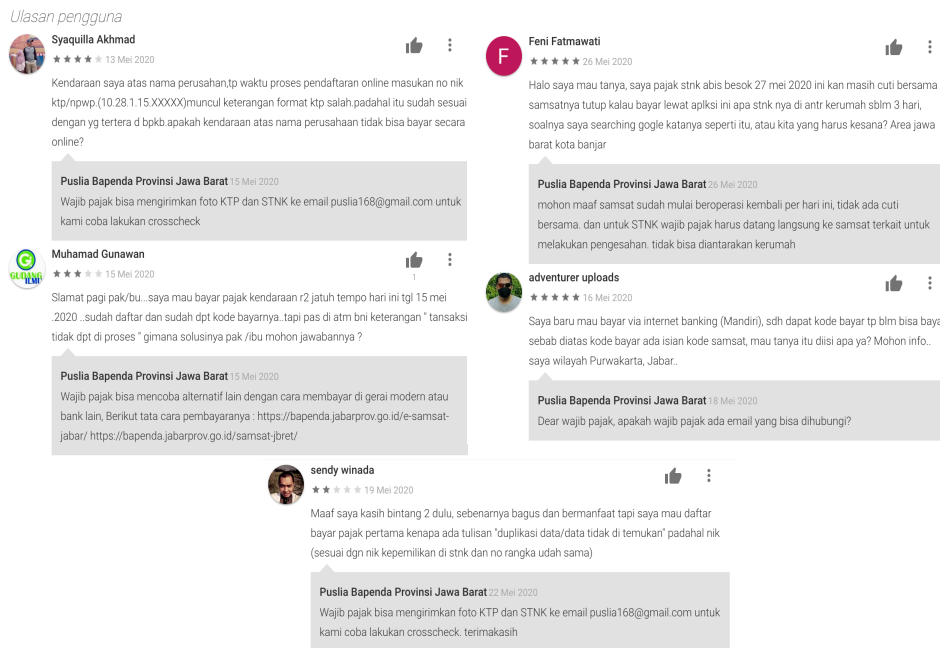 Ulasan pengguna
Syaquilla Akhmad
13 Mei 2020
Kendaraan saya atas nama perusahan,tp waktu proses pendaftaran online masukan no nik
ktp/npwp.(10.28.1.15.XXXXX)muncul keterangan format ktp salah.padahal itu sudah sesuai
dengan yg tertera d bpkb.apakah kendaraan atas nama perusahaan tidak bisa bayar secara
online?
Puslia Bapenda Provinsi Jawa Barat 15 Mei 2020
Wajib pajak bisa mengirimkan foto KTP dan STNK ke email puslia168@gmail.com untuk
kami coba lakukan crosscheck
GUDANG
ILMU
Muhamad Gunawan
15 Mei 2020
1
Slamat pagi pak/bu...saya mau bayar pajak kendaraan r2 jatuh tempo hari ini tgl 15 mei
.2020 ..sudah daftar dan sudah dpt kode bayarnya..tapi pas di atm bni keterangan " tansaksi
tidak dpt di proses " gimana solusinya pak /ibu mohon jawabannya ?
Puslia Bapenda Provinsi Jawa Barat 15 Mei 2020
Wajib pajak bisa mencoba alternatif lain dengan cara membayar di gerai modern atau
bank lain, Berikut tata cara pembayaranya : https://bapenda.jabarprov.go.id/e-samsat-
jabar/ https://bapenda.jabarprov.go.id/samsat-jbret/
F
Feni Fatmawati
26 Mei 2020
Halo saya mau tanya, saya pajak stnk abis besok 27 mei 2020 ini kan masih cuti bersama
samsatnya tutup kalau bayar lewat aplksi ini apa stnk nya di antr kerumah sblm 3 hari,
soalnya saya searching gogle katanya seperti itu, atau kita yang harus kesana? Area jawa
barat kota banjar
Puslia Bapenda Provinsi Jawa Barat 26 Mei 2020
mohon maaf samsat sudah mulai beroperasi kembali per hari ini, tidak ada cuti
bersama. dan untuk STNK wajib pajak harus datang langsung ke samsat terkait untuk
melakukan pengesahan. tidak bisa diantarakan kerumah
adventurer uploads
16 Mei 2020
Saya baru mau bayar via internet banking (Mandiri), sdh dapat kode bayar tp blm bisa baya
sebab diatas kode bayar ada isian kode samsat, mau tanya itu diisi apa ya? Mohon info..
saya wilayah Purwakarta, Jabar..
Puslia Bapenda Provinsi Jawa Barat 18 Mei 2020
Dear wajib pajak, apakah wajib pajak ada email yang bisa dihubungi?
sendy winada
19 Mei 2020
Maaf saya kasih bintang 2 dulu, sebenarnya bagus dan bermanfaat tapi saya mau daftar
bayar pajak pertama kenapa ada tulisan "duplikasi data/data tidak di temukan" padahal nik
(sesuai dgn nik kepemilikan di stnk dan no rangka udah sama)
Puslia Bapenda Provinsi Jawa Barat 22 Mei 2020
Wajib pajak bisa mengirimkan foto KTP dan STNK ke email puslia168@gmail.com untuk
kami coba lakukan crosscheck. terimakasih